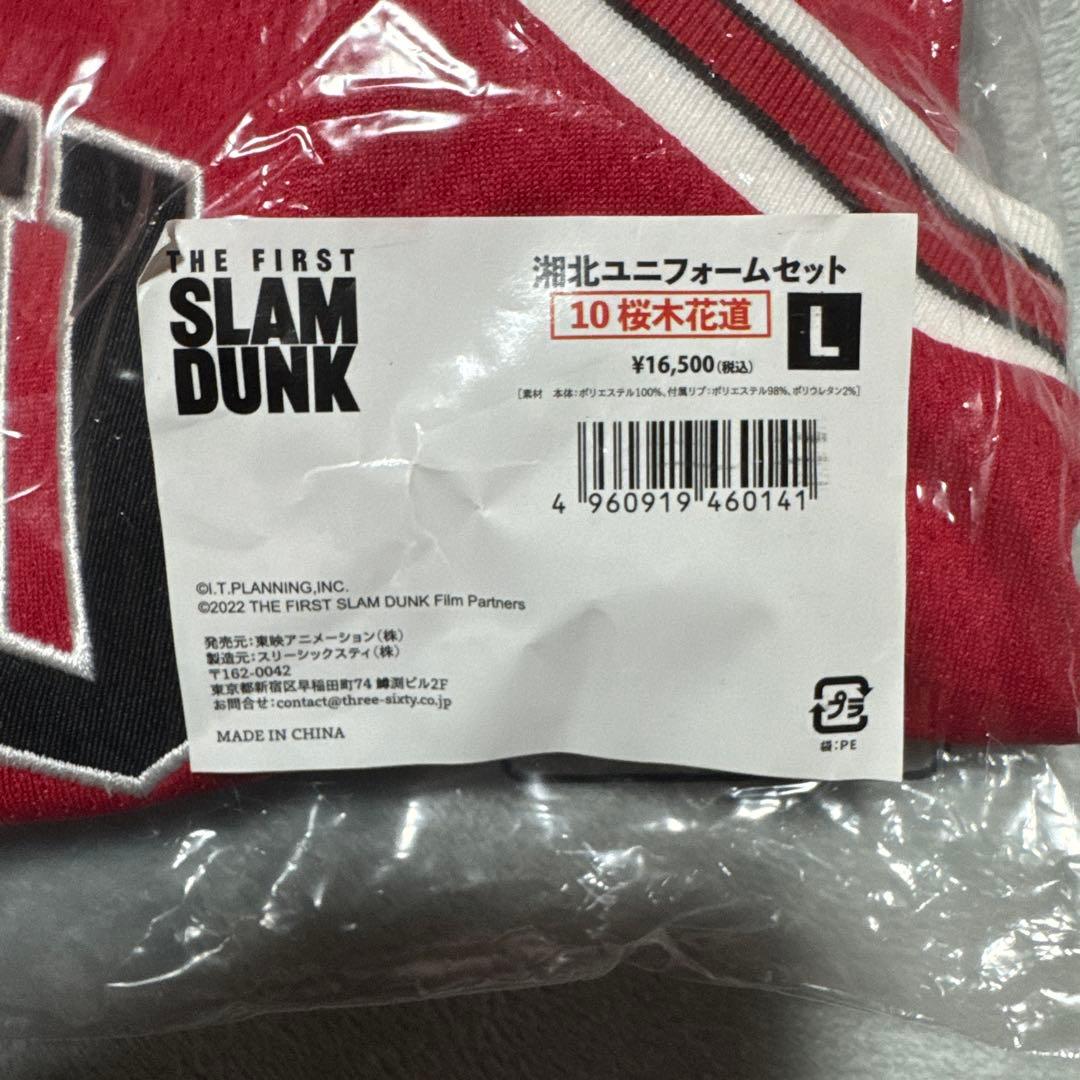 THE FIRST
SLAM
DUNK
湘北ユニフォームセット
10 桜木花道
L
¥16,500(税込)
[素材 本体:ポリエステル100%、付属リブ:ポリエステル98%、ポリウレタン2%]
4 960919 460141
©I.T.PLANNING,INC.
©2022 THE FIRST SLAM DUNK Film Partners
発売元:東映アニメーション(株)
製造元:スリーシックスティ(株)
〒162-0042
東京都新宿区早稲田町74 鱒渕ビル2F
お問合せ:contact@three-sixty.co.jp
MADE IN CHINA
プラ
袋:PE